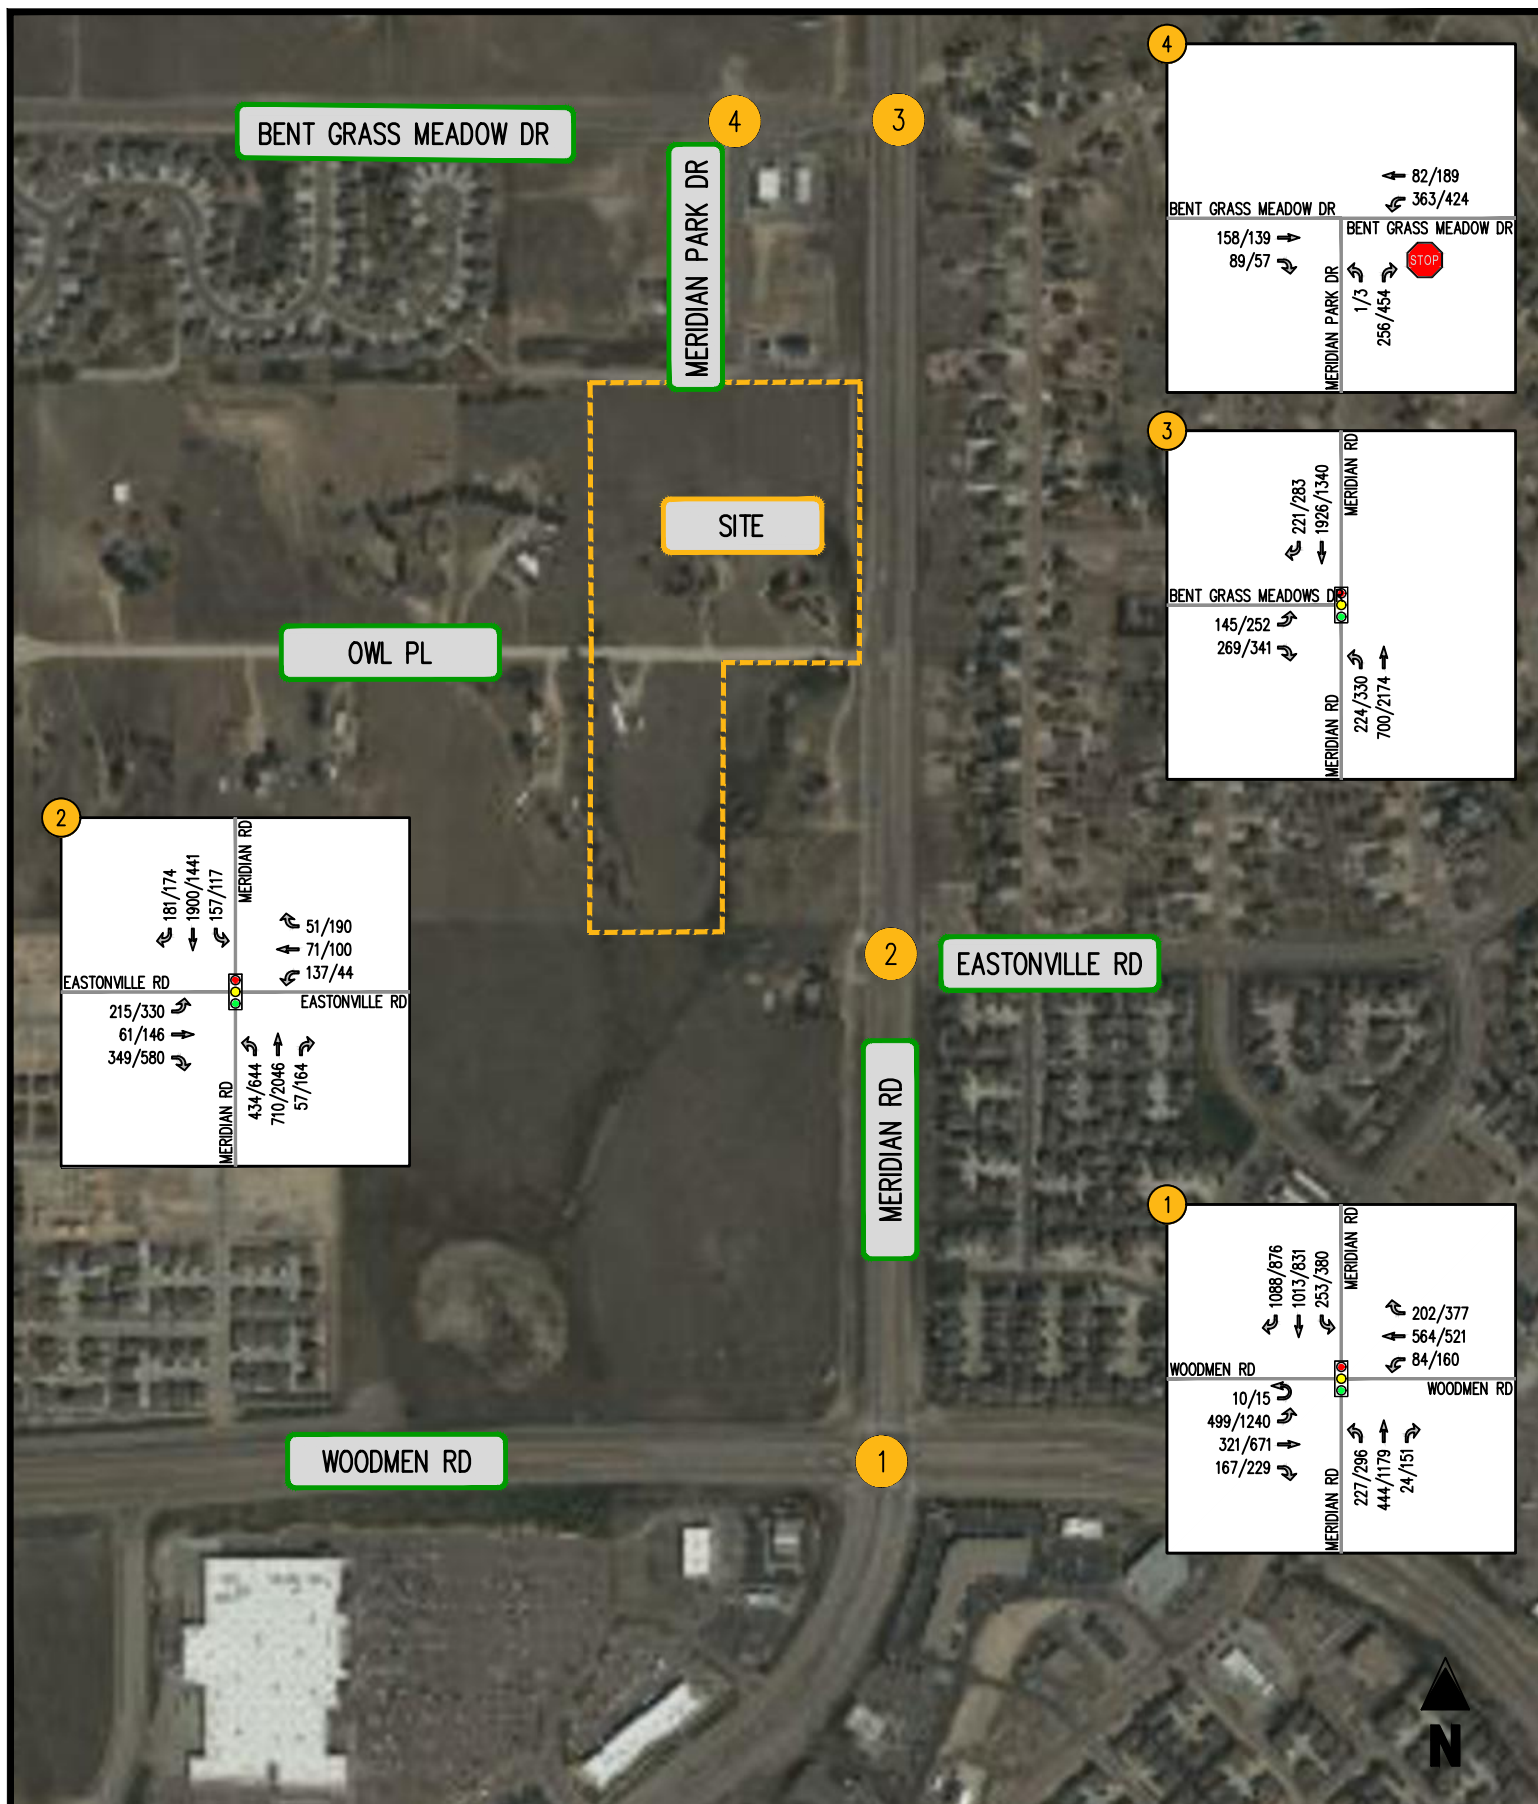 BENT GRASS MEADOW DR
4
3
MERIDIAN PARK DR
SITE
OWL PL
2
EASTONVILLE RD
MERIDIAN RD
WOODMEN RD
1
N
4
82/189
363/424
BENT GRASS MEADOW DR
BENT GRASS MEADOW DR
158/139
89/57
STOP
MERIDIAN PARK DR
1/3
256/454
3
221/283
1926/1340
MERIDIAN RD
BENT GRASS MEADOWS DR
145/252
269/341
MERIDIAN RD
224/330
700/2174
2
181/174
1900/1441
157/117
MERIDIAN RD
51/190
71/100
137/44
EASTONVILLE RD
EASTONVILLE RD
215/330
61/146
349/580
MERIDIAN RD
434/644
710/2046
57/164
1
1088/876
1013/831
253/380
MERIDIAN RD
202/377
564/521
84/160
WOODMEN RD
WOODMEN RD
10/15
499/1240
321/671
167/229
MERIDIAN RD
227/296
444/1179
24/151